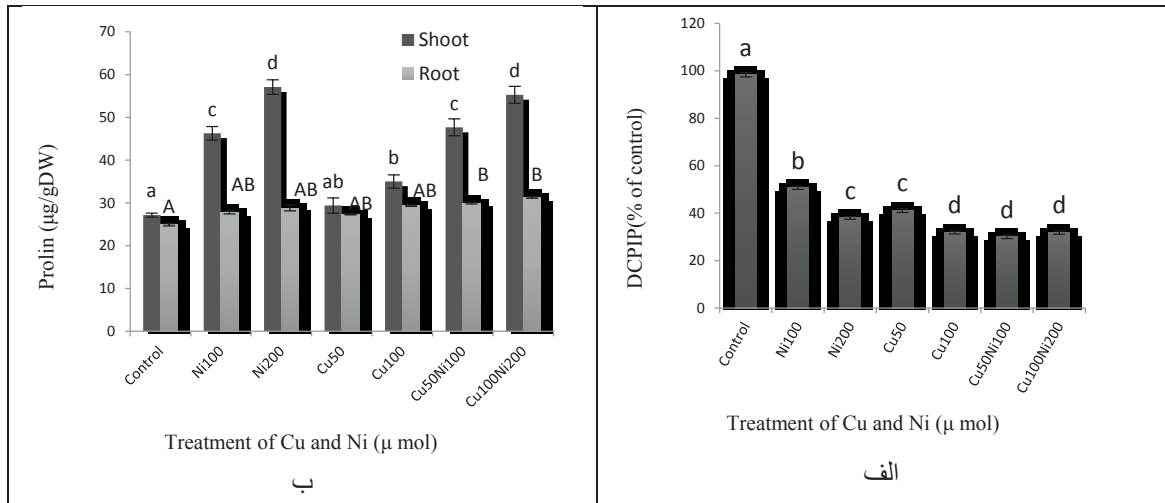 70
60
50
40
30
20
10
0
Prolin (µg/gDW)
Shoot
Root
a A
c AB
d AB
ab AB
b AB
c B
d B
Control Ni100 Ni200 Cu50 Cu100 Cu50Ni100 Cu100Ni200
Treatment of Cu and Ni (µ mol)
ب
120
100
80
60
40
20
0
DCPIP(% of control)
a b c c d d d
Control Ni100 Ni200 Cu50 Cu100 Cu50Ni100 Cu100Ni200
Treatment of Cu and Ni (µ mol)
الف